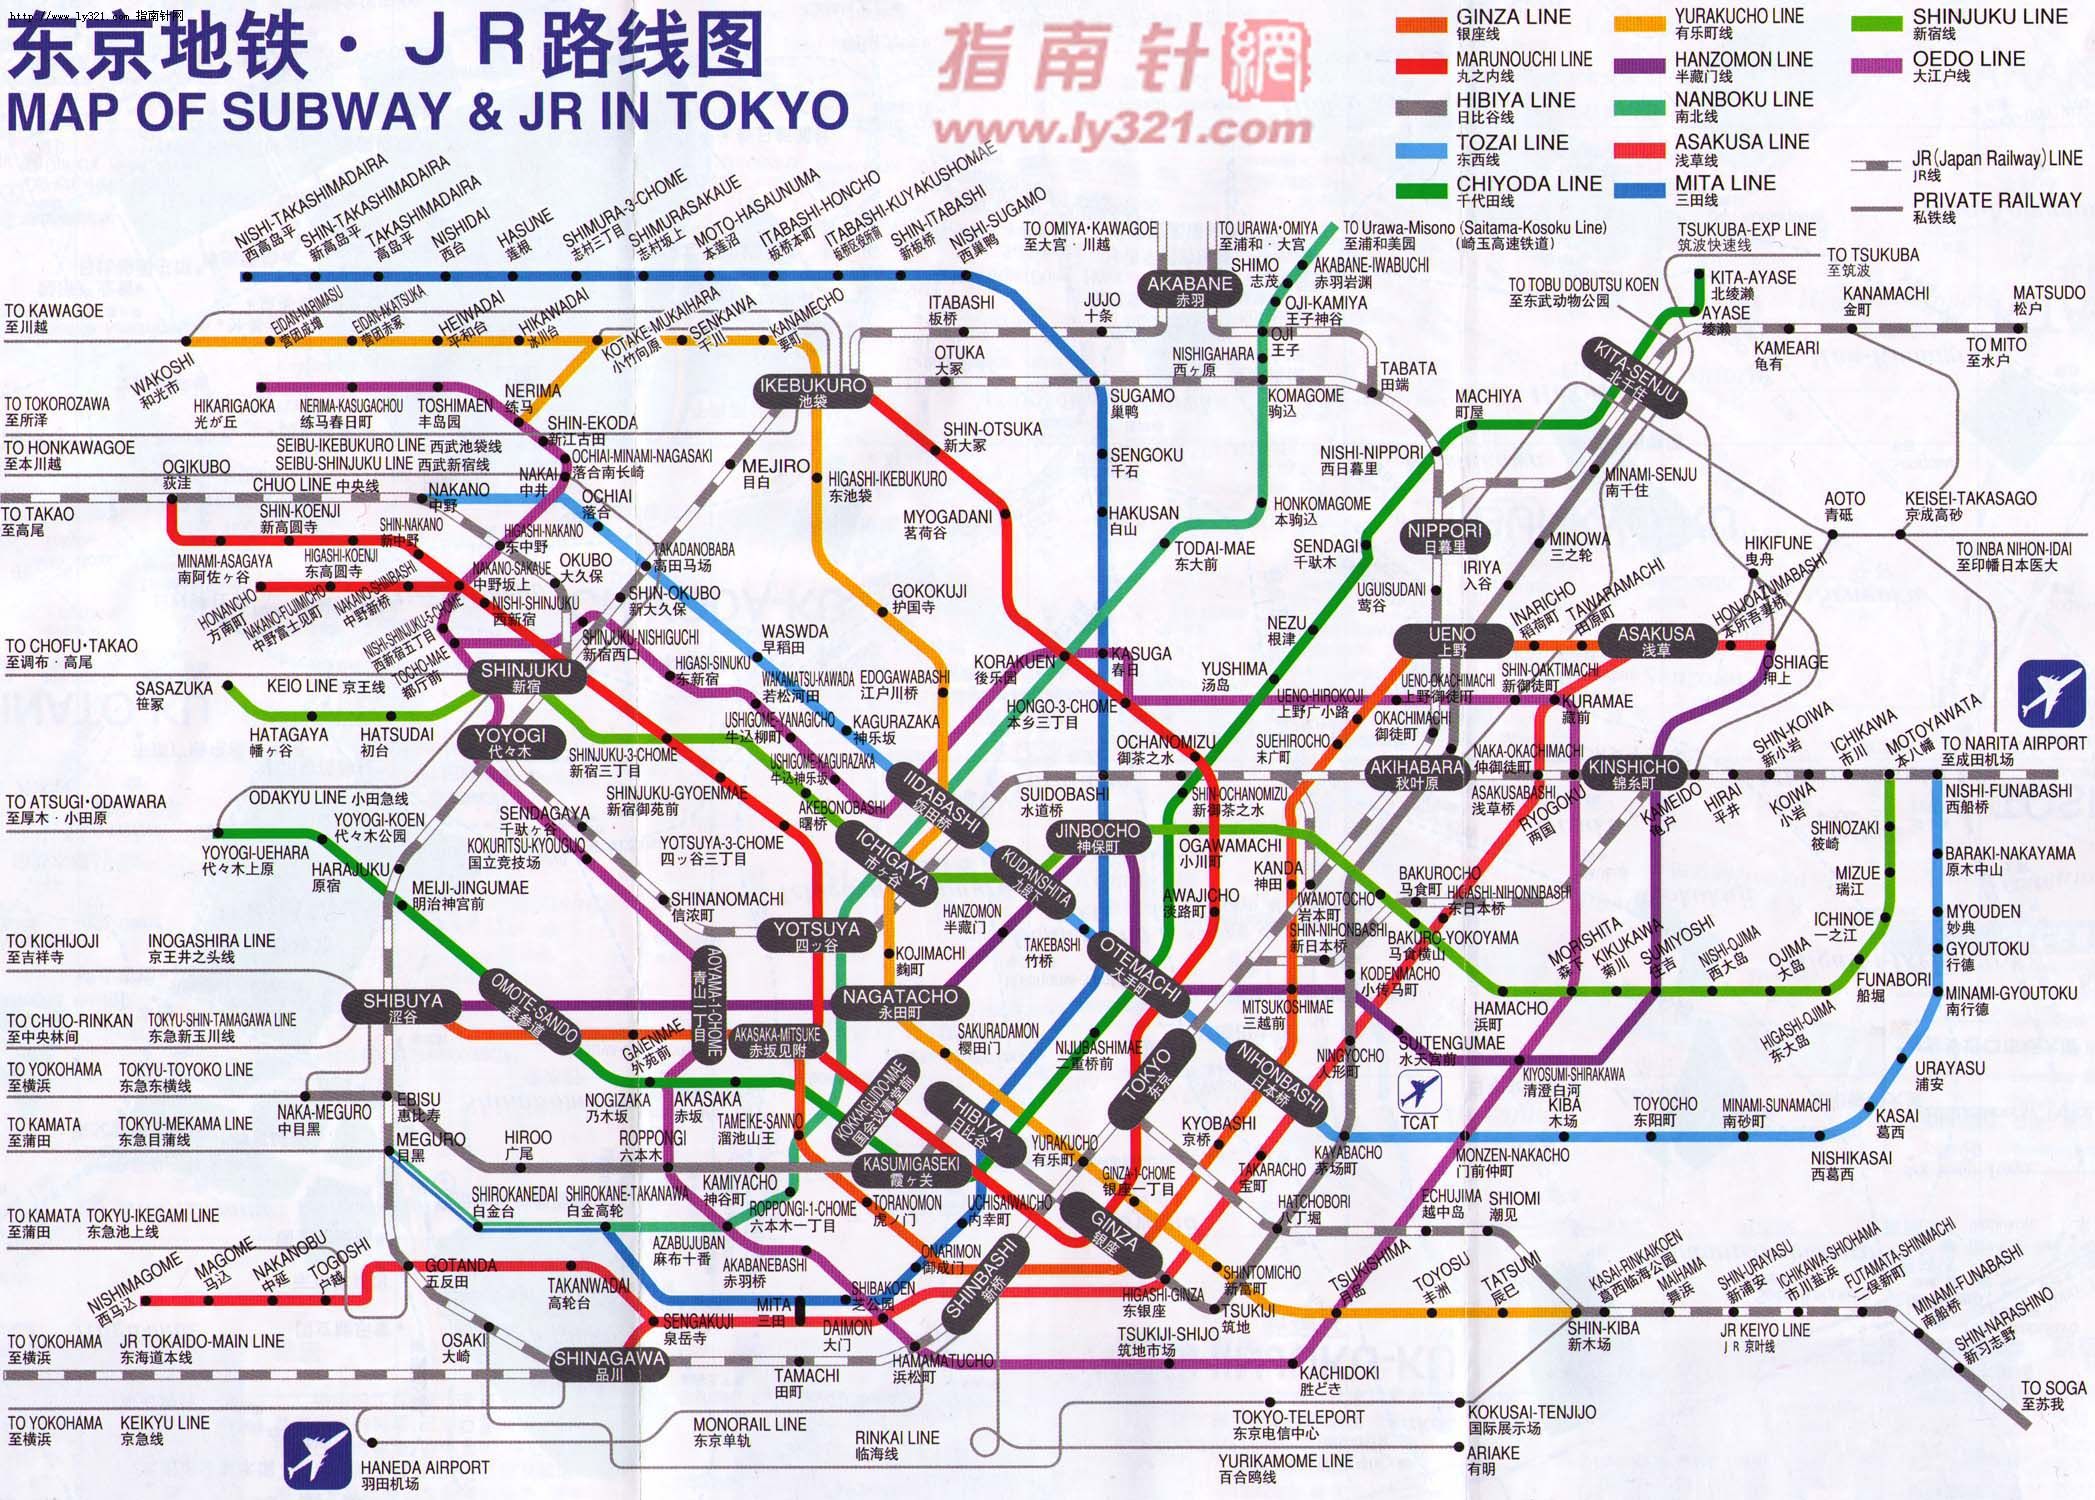 http://www.ly321.com 指南针网
东京地铁・ＪＲ路线图
MAP OF SUBWAY & JR IN TOKYO
指南针網
www.ly321.com
GINZA LINE
银座线
MARUNOUCHI LINE
丸之内线
HIBIYA LINE
日比谷线
TOZAI LINE
东西线
CHIYODA LINE
千代田线
YURAKUCHO LINE
有乐町线
HANZOMON LINE
半藏门线
NANBOKU LINE
南北线
ASAKUSA LINE
浅草线
MITA LINE
三田线
SHINJUKU LINE
新宿线
OEDO LINE
大江户线
JR(Japan Railway)LINE
JR线
PRIVATE RAILWAY
私铁线
NISHI-TAKASHIMADAIRA
西高岛平
SHIN-TAKASHIMADAIRA
新高岛平
TAKASHIMADAIRA
高岛平
NISHIDAI
西台
HASUNE
莲根
SHIMURA-3-CHOME
志村三丁目
SHIMURASAKAUE
志村坂上
MOTO-HASAUNUMA
本莲沼
ITABASHI-HONCHO
板桥本町
ITABASHI-KUYAKUSHOMAE
板桥区役所前
SHIN-ITABASHI
新板桥
NISHI-SUGAMO
西巢鸭
TO OMIYA・KAWAGOE
至大宫・川越
TO URAWA・OMIYA
至浦和・大宫
TO Urawa-Misono (Saitama-Kosoku Line)
至浦和美园 (崎玉高速铁道)
TSUKUBA-EXP LINE
筑波快速线
TO TSUKUBA
至筑波
TO TOBU DOBUTSU KOEN
至东武动物公园
KITA-AYASE
北绫濑
AYASE
绫濑
KANAMACHI
金町
MATSUDO
松户
KAMEARI
龟有
TO MITO
至水户
AKABANE
赤羽
SHIMO
志茂
AKABANE-IWABUCHI
赤羽岩渊
OJI-KAMIYA
王子神谷
OJI
王子
NISHIGAHARA
西ヶ原
ITABASHI
板桥
JUJO
十条
OTUKA
大冢
SUGAMO
巢鸭
KOMAGOME
驹込
TABATA
田端
KITA-SENJU
北千住
MACHIYA
町屋
TO KAWAGOE
至川越
EIDAN-NARIMASU
营团成增
EIDAN-AKATSUKA
营团赤冢
HEIWADAI
平和台
HIKAWADAI
冰川台
KOTAKE-MUKAIHARA
小竹向原
SENKAWA
千川
KANAMECHO
要町
WAKOSHI
和光市
IKEBUKURO
池袋
TO TOKOROZAWA
至所泽
HIKARIGAOKA
光が丘
NERIMA-KASUGACHOU
练马春日町
TOSHIMAEN
丰岛园
NERIMA
练马
SHIN-EKODA
新江古田
TO HONKAWAGOE
至本川越
SEIBU-IKEBUKURO LINE 西武池袋线
SEIBU-SHINJUKU LINE 西武新宿线
OCHIAI-MINAMI-NAGASAKI
落合南长崎
NAKAI
中井
OGIKUBO
荻洼
CHUO LINE 中央线
NAKANO
中野
OCHIAI
落合
MEJIRO
目白
HIGASHI-IKEBUKURO
东池袋
SHIN-OTSUKA
新大冢
SENGOKU
千石
NISHI-NIPPORI
西日暮里
MINAMI-SENJU
南千住
AOTO
青砥
KEISEI-TAKASAGO
京成高砂
TO TAKAO
至高尾
SHIN-KOENJI
新高圆寺
SHIN-NAKANO
新中野
HIGASHI-NAKANO
东中野
MINAMI-ASAGAYA
南阿佐ヶ谷
HIGASHI-KOENJI
东高圆寺
NAKANO-SAKAUE
中野坂上
OKUBO
大久保
TAKADANOBABA
高田马场
MYOGADANI
茗荷谷
HAKUSAN
白山
HONKOMAGOME
本驹込
TODAI-MAE
东大前
SENDAGI
千驮木
NIPPORI
日暮里
MINOWA
三之轮
IRIYA
入谷
HIKIFUNE
曳舟
TO INBA NIHON-IDAI
至印幡日本医大
HONANCHO
方南町
NAKANO-FUJIMICHO
中野富士见町
NAKANO-SHINBASHI
中野新桥
NISHI-SHINJUKU
西新宿
NISHI-SHINJUKU-5-CHOME
西新宿五丁目
SHIN-OKUBO
新大久保
GOKOKUJI
护国寺
UGUISUDANI
莺谷
INARICHO
稻荷町
TAWARAMACHI
田原町
HONJOAZUMABASHI
本所吾妻桥
TO CHOFU・TAKAO
至调布・高尾
SHINJUKU-NISHIGUCHI
新宿西口
WASWDA
早稻田
NEZU
根津
UENO
上野
ASAKUSA
浅草
OSHIAGE
押上
TOCHO-MAE
都厅前
SHINJUKU
新宿
HIGASI-SINUKU
东新宿
WAKAMATSU-KAWADA
若松河田
EDOGAWABASHI
江户川桥
KORAKUEN
後乐园
KASUGA
春日
YUSHIMA
汤岛
SASAZUKA
笹冢
KEIO LINE 京王线
HATAGAYA
幡ヶ谷
HATSUDAI
初台
YOYOGI
代々木
SHINJUKU-3-CHOME
新宿三丁目
USHIGOME-YANAGICHO
牛込柳町
KAGURAZAKA
神乐坂
HONGO-3-CHOME
本乡三丁目
UENO-HIROKOJI
上野广小路
UENO-OKACHIMACHI
上野御徒町
SHIN-OAKTIMACHI
新御徒町
KURAMAE
藏前
OKACHIMACHI
御徒町
SUEHIROCHO
末广町
OCHANOMIZU
御茶之水
NAKA-OKACHIMACHI
仲御徒町
AKIHABARA
秋叶原
KINSHICHO
锦糸町
SHIN-KOIWA
新小岩
ICHIKAWA
市川
MOTOYAWATA
本八幡
TO NARITA AIRPORT
至成田机场
USHIGOME-KAGURAZAKA
牛込神乐坂
SHINJUKU-GYOENMAE
新宿御苑前
AKEBONOBASHI
曙桥
IIDABASHI
饭田桥
SUIDOBASHI
水道桥
SHIN-OCHANOMIZU
新御茶之水
ASAKUSABASHI
浅草桥
RYOGOKU
两国
KAMEIDO
龟户
HIRAI
平井
KOIWA
小岩
NISHI-FUNABASHI
西船桥
TO ATSUGI・ODAWARA
至厚木・小田原
ODAKYU LINE 小田急线
YOYOGI-KOEN
代々木公园
YOYOGI-UEHARA
代々木上原
HARAJUKU
原宿
SENDAGAYA
千驮ヶ谷
KOKURITSU-KYOUGIJO
国立竞技场
YOTSUYA-3-CHOME
四ッ谷三丁目
ICHIGAYA
市ヶ谷
JINBOCHO
神保町
KUDANSHITA
九段下
OGAWAMACHI
小川町
KANDA
神田
SHINOZAKI
筱崎
BARAKI-NAKAYAMA
原木中山
MEIJI-JINGUMAE
明治神宫前
SHINANOMACHI
信浓町
YOTSUYA
四ッ谷
HANZOMON
半藏门
AWAJICHO
淡路町
IWAMOTOCHO
岩本町
BAKUROCHO
马食町
HIGASHI-NIHONNBASHI
东日本桥
MIZUE
瑞江
MYOUDEN
妙典
ICHINOE
一之江
TO KICHIJOJI
至吉祥寺
INOGASHIRA LINE
京王井之头线
AOYAMA-1-CHOME
青山一丁目
KOJIMACHI
麹町
TAKEBASHI
竹桥
OTEMACHI
大手町
SHIN-NIHONBASHI
新日本桥
BAKURO-YOKOYAMA
马食横山
MORISHITA
森下
KIKUKAWA
菊川
SUMIYOSHI
住吉
NISHI-OJIMA
西大岛
OJIMA
大岛
GYOUTOKU
行德
FUNABORI
船堀
MINAMI-GYOUTOKU
南行德
SHIBUYA
涩谷
OMOTE-SANDO
表参道
NAGATACHO
永田町
MITSUKOSHIMAE
三越前
KODENMACHO
小传马町
HAMACHO
浜町
HIGASHI-OJIMA
东大岛
TO CHUO-RINKAN
至中央林间
TOKYU-SHIN-TAMAGAWA LINE
东急新玉川线
GAIENMAE
外苑前
AKASAKA-MITSUKE
赤坂见附
SAKURADAMON
樱田门
NIJUBASHIMAE
二重桥前
TOKYO
东京
NIHONBASHI
日本桥
NINGYOCHO
人形町
SUITENGUMAE
水天宫前
KIYOSUMI-SHIRAKAWA
清澄白河
URAYASU
浦安
TO YOKOHAMA
至横浜
TOKYU-TOYOKO LINE
东急东横线
NAKA-MEGURO
中目黑
EBISU
惠比寿
NOGIZAKA
乃木坂
AKASAKA
赤坂
KOKKAIGIJIDO-MAE
国会议事堂前
HIBIYA
日比谷
TCAT
KIBA
木场
TOYOCHO
东阳町
MINAMI-SUNAMACHI
南砂町
KASAI
葛西
TO KAMATA
至蒲田
TOKYU-MEKAMA LINE
东急目蒲线
MEGURO
目黑
HIROO
广尾
ROPPONGI
六本木
TAMEIKE-SANNO
溜池山王
YURAKUCHO
有乐町
KYOBASHI
京桥
KAYABACHO
茅场町
MONZEN-NAKACHO
门前仲町
NISHIKASAI
西葛西
KASUMIGASEKI
霞ヶ关
GINZA-1-CHOME
银座一丁目
TAKARACHO
宝町
SHIROKANEDAI
白金台
SHIROKANE-TAKANAWA
白金高轮
KAMIYACHO
神谷町
ROPPONGI-1-CHOME
六本木一丁目
TORANOMON
虎ノ门
UCHISAIWAICHO
内幸町
HATCHOBORI
八丁堀
ECHUJIMA
越中岛
SHIOMI
潮见
TO KAMATA
至蒲田
TOKYU-IKEGAMI LINE
东急池上线
AZABUJUBAN
麻布十番
AKABANEBASHI
赤羽桥
ONARIMON
御成门
GINZA
银座
NISHIMAGOME
西马込
MAGOME
马込
NAKANOBU
中延
TOGOSHI
户越
GOTANDA
五反田
TAKANWADAI
高轮台
SHIBAKOEN
芝公园
SHINBASHI
新桥
HIGASHI-GINZA
东银座
SHINTOMICHO
新富町
TSUKIJI
筑地
TSUKISHIMA
月岛
TOYOSU
丰洲
TATSUMI
辰巳
KASAI-RINKAIKOEN
葛西临海公园
MAIHAMA
舞浜
SHIN-URAYASU
新浦安
ICHIKAWA-SHIOHAMA
市川盐浜
FUTAMATA-SHINMACHI
二俣新町
MINAMI-FUNABASHI
南船桥
SHIN-NARASHINO
新习志野
MITA
三田
SENGAKUJI
泉岳寺
DAIMON
大门
TSUKIJI-SHIJO
筑地市场
SHIN-KIBA
新木场
JR KEIYO LINE
ＪＲ 京叶线
TO YOKOHAMA
至横浜
JR TOKAIDO-MAIN LINE
东海道本线
OSAKI
大崎
SHINAGAWA
品川
TAMACHI
田町
HAMAMATUCHO
浜松町
KACHIDOKI
胜どき
TO SOGA
至苏我
TO YOKOHAMA
至横浜
KEIKYU LINE
京急线
MONORAIL LINE
东京单轨
RINKAI LINE
临海线
TOKYO-TELEPORT
东京电信中心
KOKUSAI-TENJIJO
国际展示场
HANEDA AIRPORT
羽田机场
YURIKAMOME LINE
百合鸥线
ARIAKE
有明